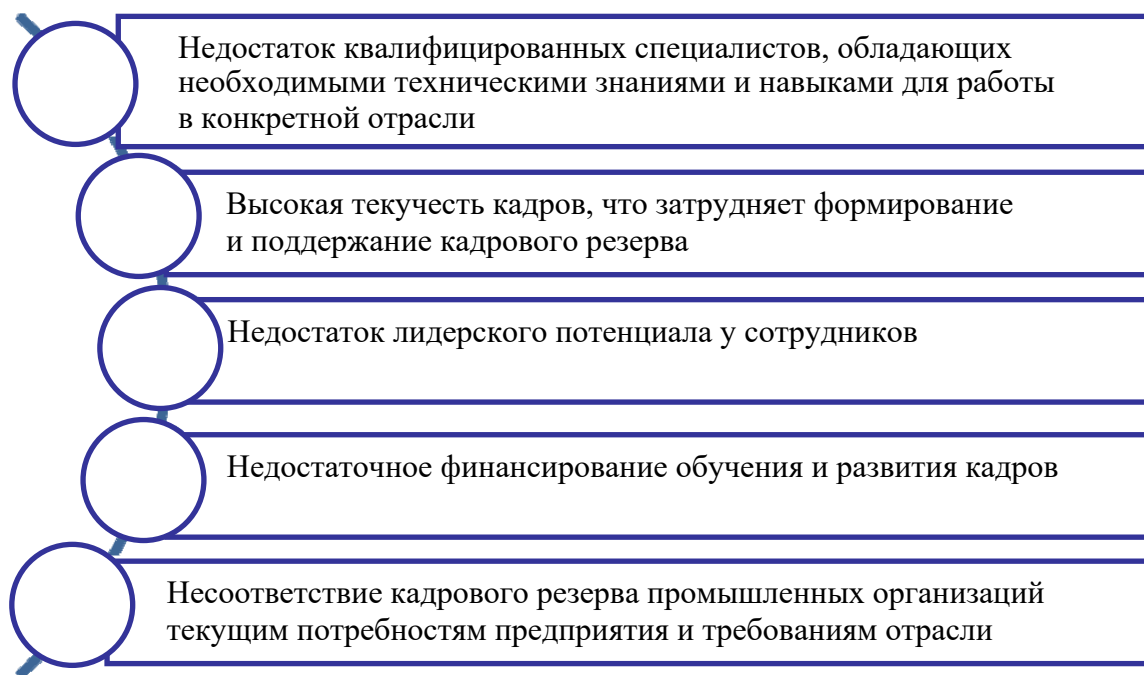 Недостаток квалифицированных специалистов, обладающих
необходимыми техническими знаниями и навыками для работы
в конкретной отрасли
Высокая текучесть кадров, что затрудняет формирование
и поддержание кадрового резерва
Недостаток лидерского потенциала у сотрудников
Недостаточное финансирование обучения и развития кадров
Несоответствие кадрового резерва промышленных организаций
текущим потребностям предприятия и требованиям отрасли